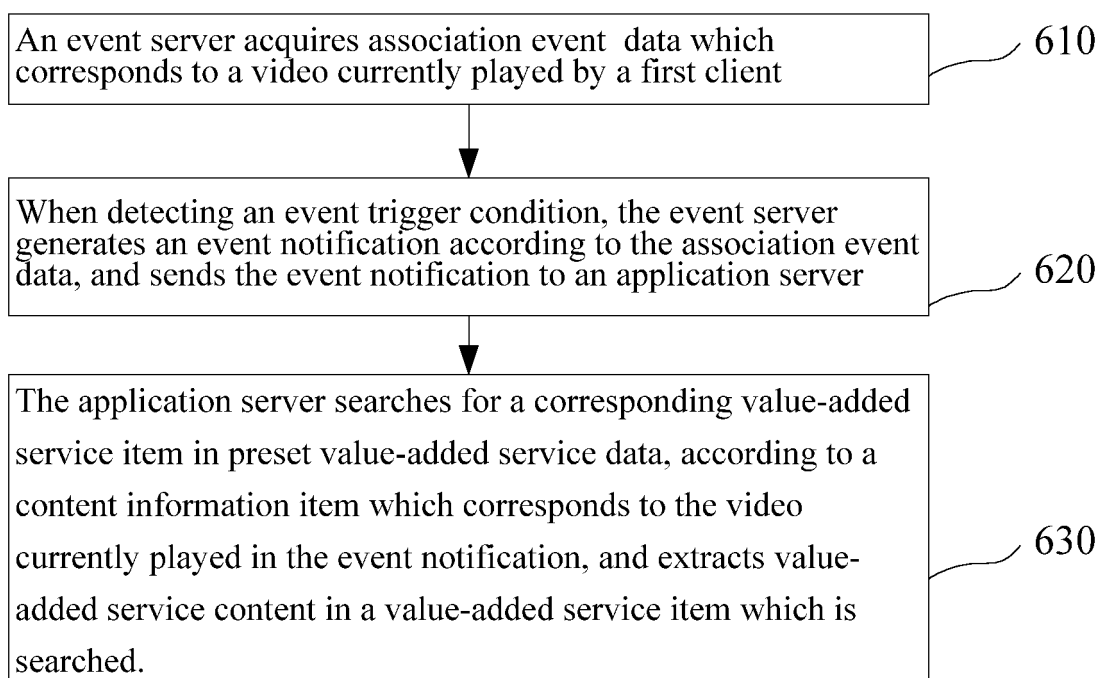 An event server acquires association event data which
corresponds to a video currently played by a first client
610
When detecting an event trigger condition, the event server
generates an event notification according to the association event
data, and sends the event notification to an application server
620
The application server searches for a corresponding value-added
service item in preset value-added service data, according to a
content information item which corresponds to the video
currently played in the event notification, and extracts value-
added service content in a value-added service item which is
searched.
630